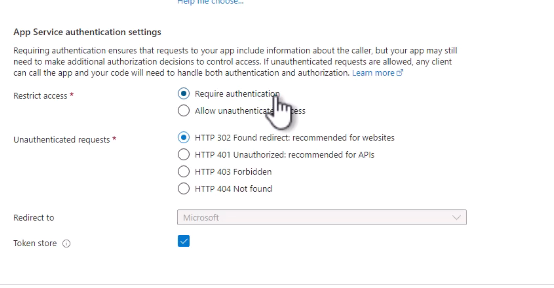 Help me choose...
App Service authentication settings
Requiring authentication ensures that requests to your app include information about the caller, but your app may still
need to make additional authorization decisions to control access. If unauthenticated requests are allowed, any client
can call the app and your code will need to handle both authentication and authorization. Learn more
Restrict access *
Require authentication
Allow unauthenticate ess
Unauthenticated requests *
HTTP 302 Found redirect: recommended for websites
HTTP 401 Unauthorized: recommended for APIs
HTTP 403 Forbidden
HTTP 404 Not found
Redirect to
Microsoft
Token store